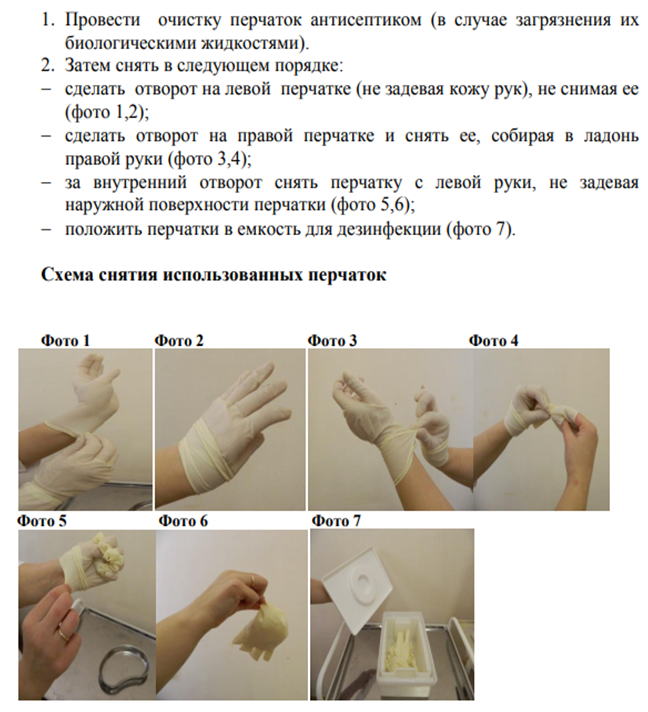 1. Провести очистку перчаток антисептиком (в случае загрязнения их
биологическими жидкостями).
2. Затем снять в следующем порядке:
– сделать отворот на левой перчатке (не задевая кожу рук), не снимая ее
(фото 1,2);
– сделать отворот на правой перчатке и снять ее, собирая в ладонь
правой руки (фото 3,4);
– за внутренний отворот снять перчатку с левой руки, не задевая
наружной поверхности перчатки (фото 5,6);
– положить перчатки в емкость для дезинфекции (фото 7).
Схема снятия использованных перчаток
Фото 1 Фото 2 Фото 3 Фото 4
Фото 5 Фото 6 Фото 7